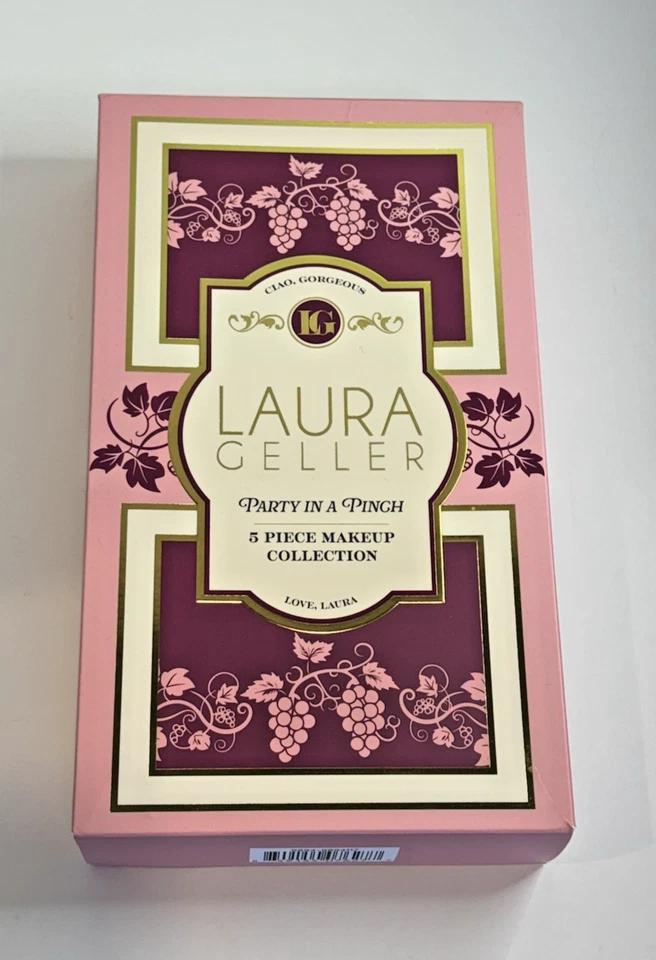 CIAO, GORGEOUS
LG
LAURA
GELLER
PARTY IN A PINCH
5 PIECE MAKEUP
COLLECTION
LOVE, LAURA